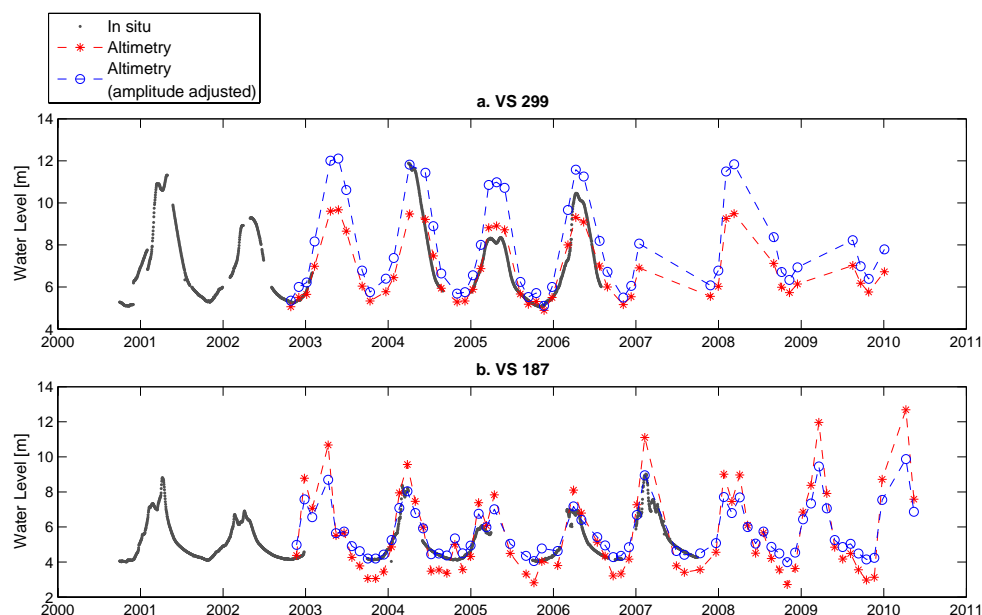 In situ
Altimetry
Altimetry
(amplitude adjusted)
a. VS 299
14
12
10
8
6
4
Water Level [m]
2000 2001 2002 2003 2004 2005 2006 2007 2008 2009 2010 2011
b. VS 187
14
12
10
8
6
4
2
Water Level [m]
2000 2001 2002 2003 2004 2005 2006 2007 2008 2009 2010 2011